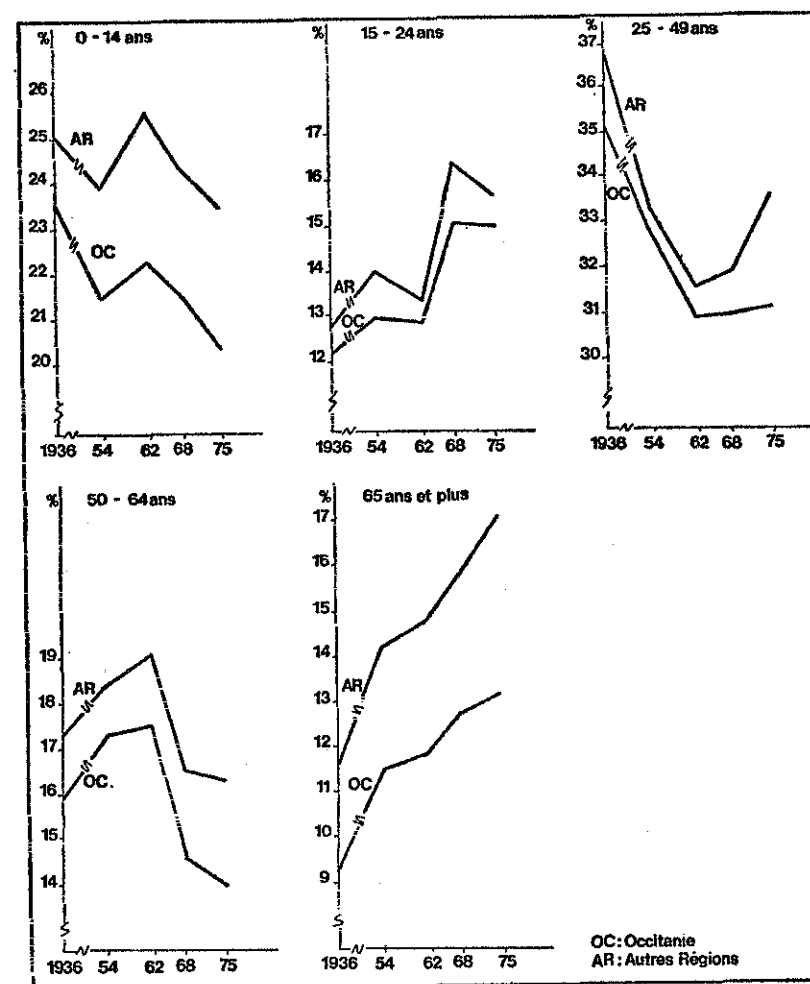 % 0 - 14 ans
26
25
24
23
22
21
20
AR
OC
1936 54 62 68 75
15 - 24 ans
%
17
16
15
14
13
12
AR
OC
1936 54 62 68 75
25 - 49 ans
%
37
36
35
34
33
32
31
30
AR
OC
1936 54 62 68 75
% 50 - 64 ans
19
18
17
16
15
14
AR
OC.
1936 54 62 68 75
% 65 ans et plus
17
16
15
14
13
12
11
10
9
AR
OC
1936 54 62 68 75
OC: Occitanie
AR: Autres Régions